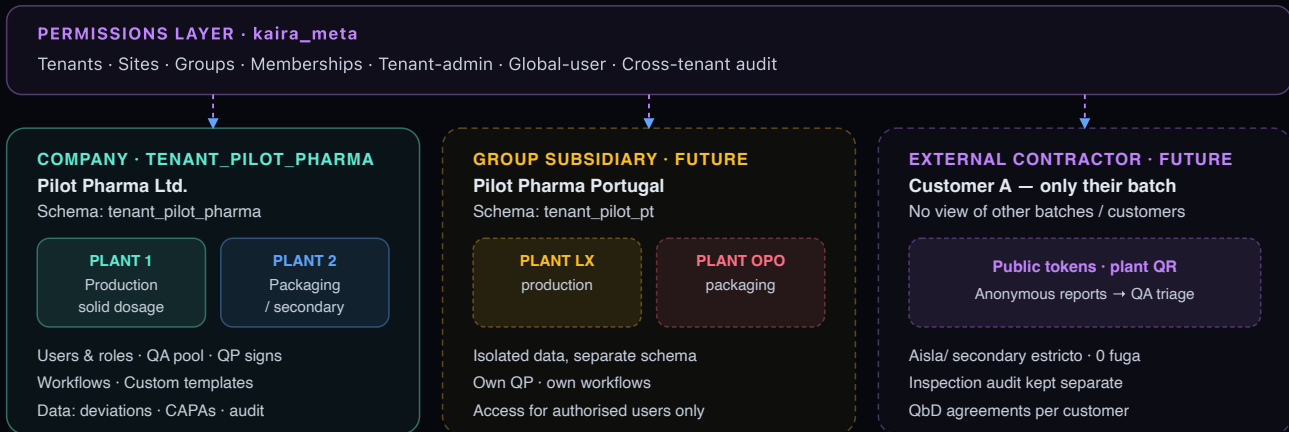 PERMISSIONS LAYER · kaira_meta
Tenants · Sites · Groups · Memberships · Tenant-admin · Global-user · Cross-tenant audit
COMPANY · TENANT_PILOT_PHARMA
Pilot Pharma Ltd.
Schema: tenant_pilot_pharma
PLANT 1
Production
solid dosage
PLANT 2
Packaging
/ secondary
Users & roles · QA pool · QP signs
Workflows · Custom templates
Data: deviations · CAPAs · audit
GROUP SUBSIDIARY · FUTURE
Pilot Pharma Portugal
Schema: tenant_pilot_pt
PLANT LX
production
PLANT OPO
packaging
Isolated data, separate schema
Own QP · own workflows
Access for authorised users only
EXTERNAL CONTRACTOR · FUTURE
Customer A — only their batch
No view of other batches / customers
Public tokens · plant QR
Anonymous reports → QA triage
Aisla/ secondary estricto · 0 fuga
Inspection audit kept separate
QbD agreements per customer